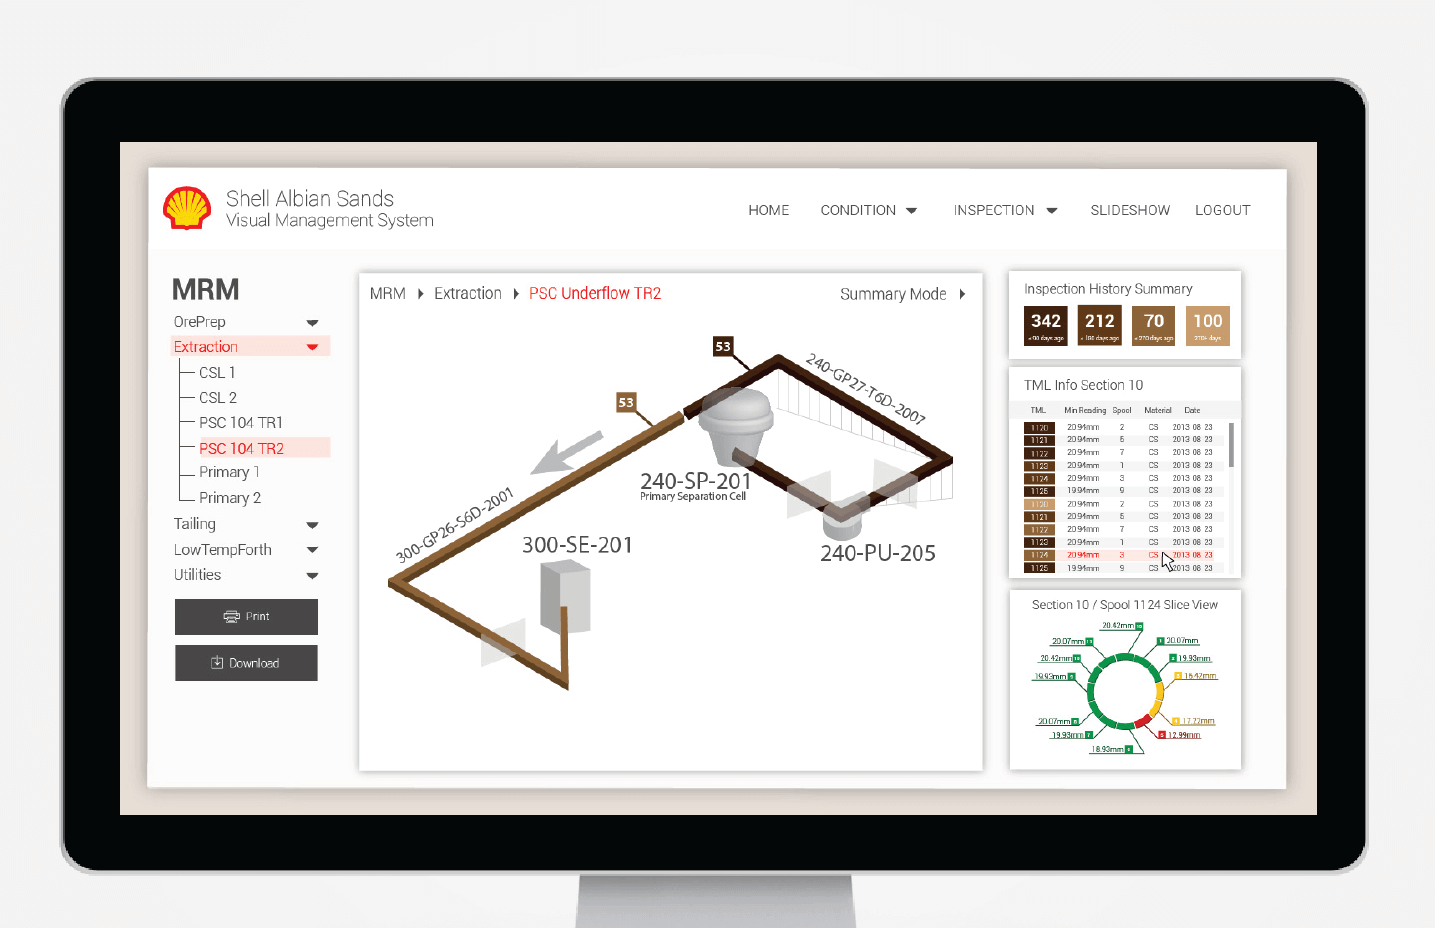 Shell Albian Sands
Visual Management System
HOME CONDITION INSPECTION SLIDESHOW LOGOUT
MRM
OrePrep
Extraction
CSL 1
CSL 2
PSC 104 TR1
PSC 104 TR2
Primary 1
Primary 2
Tailing
LowTempForth
Utilities
Print
Download
MRM Extraction PSC Underflow TR2 Summary Mode
53
240-GP27-T6D-2007
53
240-SP-201
Primary Separation Cell
300-GP26-S6D-2001
300-SE-201
240-PU-205
Inspection History Summary
342 212 70 100
TML Info Section 10
TML Min Reading Spool Material Date
1120 20.94mm 2 CS 2013 08 23
1121 20.94mm 5 CS 2013 08 23
1122 20.94mm 7 CS 2013 08 23
1123 20.94mm 1 CS 2013 08 23
1124 20.94mm 3 CS 2013 08 23
1125 19.94mm 9 CS 2013 08 23
1120 20.94mm 2 CS 2013 08 23
1121 20.94mm 5 CS 2013 08 23
1122 20.94mm 7 CS 2013 08 23
1123 20.94mm 1 CS 2013 08 23
1124 20.94mm 3 CS 2013 08 23
1125 19.94mm 9 CS 2013 08 23
Section 10 / Spool 1124 Slice View
20.42mm
20.07mm 20.07mm
20.42mm 19.93mm
19.93mm 16.42mm
20.07mm 17.22mm
19.93mm 12.99mm
18.93mm